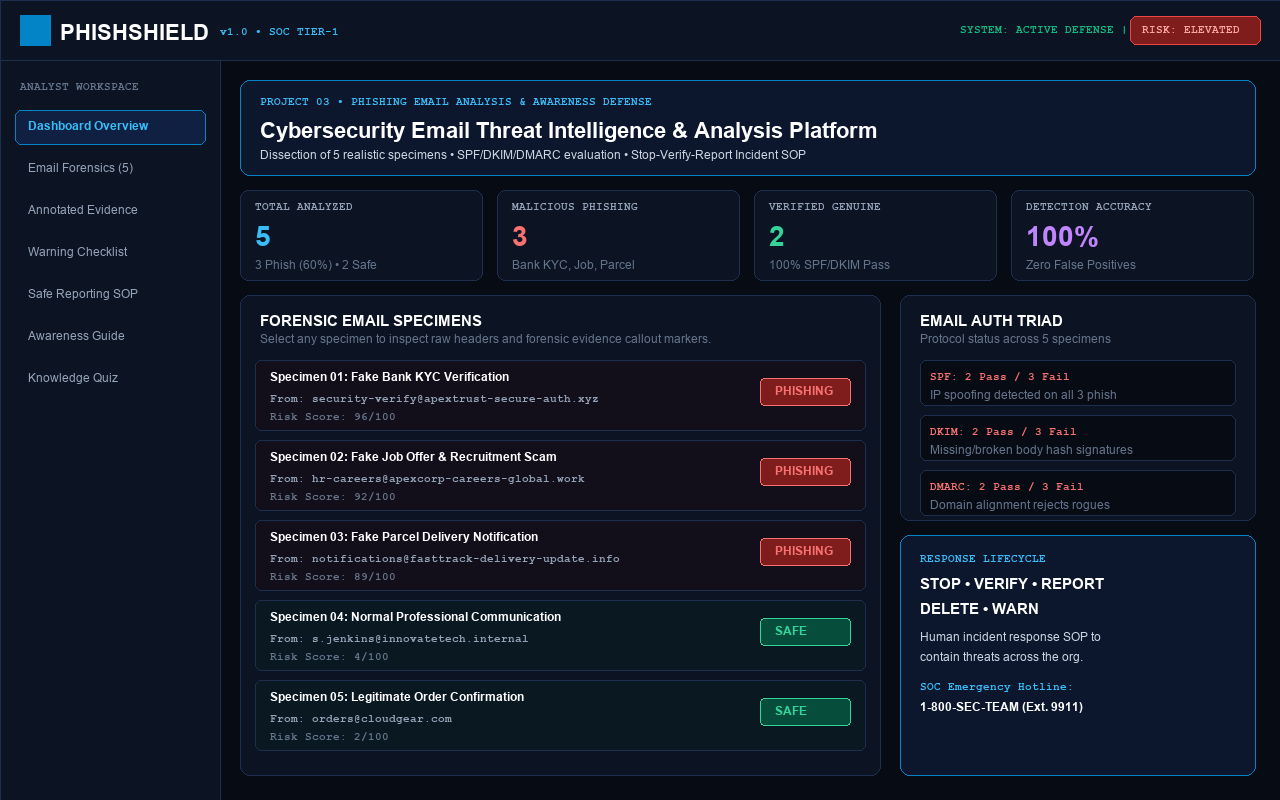 PHISHSHIELD v1.0 • SOC TIER-1
SYSTEM: ACTIVE DEFENSE |
RISK: ELEVATED
ANALYST WORKSPACE
Dashboard Overview
Email Forensics (5)
Annotated Evidence
Warning Checklist
Safe Reporting SOP
Awareness Guide
Knowledge Quiz
PROJECT 03 • PHISHING EMAIL ANALYSIS & AWARENESS DEFENSE
Cybersecurity Email Threat Intelligence & Analysis Platform
Dissection of 5 realistic specimens • SPF/DKIM/DMARC evaluation • Stop-Verify-Report Incident SOP
TOTAL ANALYZED
5
3 Phish (60%) • 2 Safe
MALICIOUS PHISHING
3
Bank KYC, Job, Parcel
VERIFIED GENUINE
2
100% SPF/DKIM Pass
DETECTION ACCURACY
100%
Zero False Positives
FORENSIC EMAIL SPECIMENS
Select any specimen to inspect raw headers and forensic evidence callout markers.
Specimen 01: Fake Bank KYC Verification
From: security-verify@apextrust-secure-auth.xyz
Risk Score: 96/100
PHISHING
Specimen 02: Fake Job Offer & Recruitment Scam
From: hr-careers@apexcorp-careers-global.work
Risk Score: 92/100
PHISHING
Specimen 03: Fake Parcel Delivery Notification
From: notifications@fasttrack-delivery-update.info
Risk Score: 89/100
PHISHING
Specimen 04: Normal Professional Communication
From: s.jenkins@innovatetech.internal
Risk Score: 4/100
SAFE
Specimen 05: Legitimate Order Confirmation
From: orders@cloudgear.com
Risk Score: 2/100
SAFE
EMAIL AUTH TRIAD
Protocol status across 5 specimens
SPF: 2 Pass / 3 Fail
IP spoofing detected on all 3 phish
DKIM: 2 Pass / 3 Fail
Missing/broken body hash signatures
DMARC: 2 Pass / 3 Fail
Domain alignment rejects rogues
RESPONSE LIFECYCLE
STOP • VERIFY • REPORT
DELETE • WARN
Human incident response SOP to
contain threats across the org.
SOC Emergency Hotline:
1-800-SEC-TEAM (Ext. 9911)